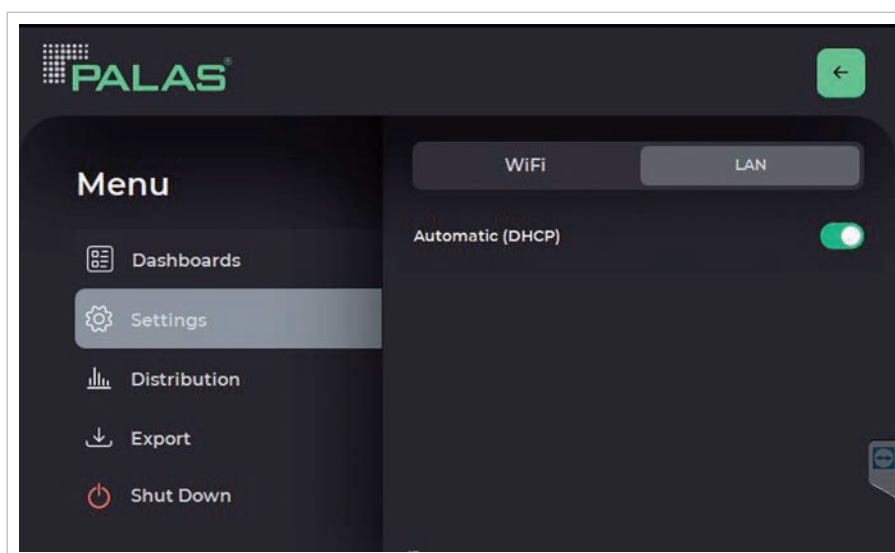 PALAS®
Menu
Dashboards
Settings
Distribution
Export
Shut Down
WiFi
LAN
Automatic (DHCP)